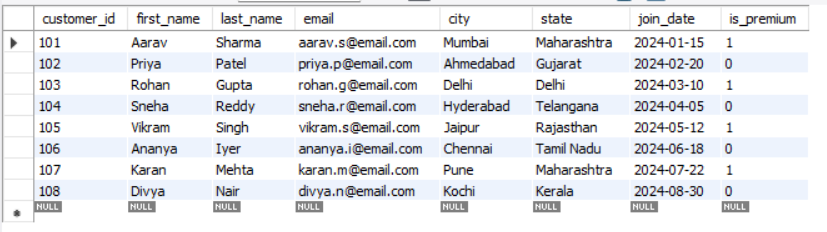 customer_id first_name last_name email city state join_date is_premium
101 Aarav Sharma aarav.s@email.com Mumbai Maharashtra 2024-01-15 1
102 Priya Patel priya.p@email.com Ahmedabad Gujarat 2024-02-20 0
103 Rohan Gupta rohan.g@email.com Delhi Delhi 2024-03-10 1
104 Sneha Reddy sneha.r@email.com Hyderabad Telangana 2024-04-05 0
105 Vikram Singh vikram.s@email.com Jaipur Rajasthan 2024-05-12 1
106 Ananya Iyer ananya.i@email.com Chennai Tamil Nadu 2024-06-18 0
107 Karan Mehta karan.m@email.com Pune Maharashtra 2024-07-22 1
108 Divya Nair divya.n@email.com Kochi Kerala 2024-08-30 0
NULL NULL NULL NULL NULL NULL NULL NULL